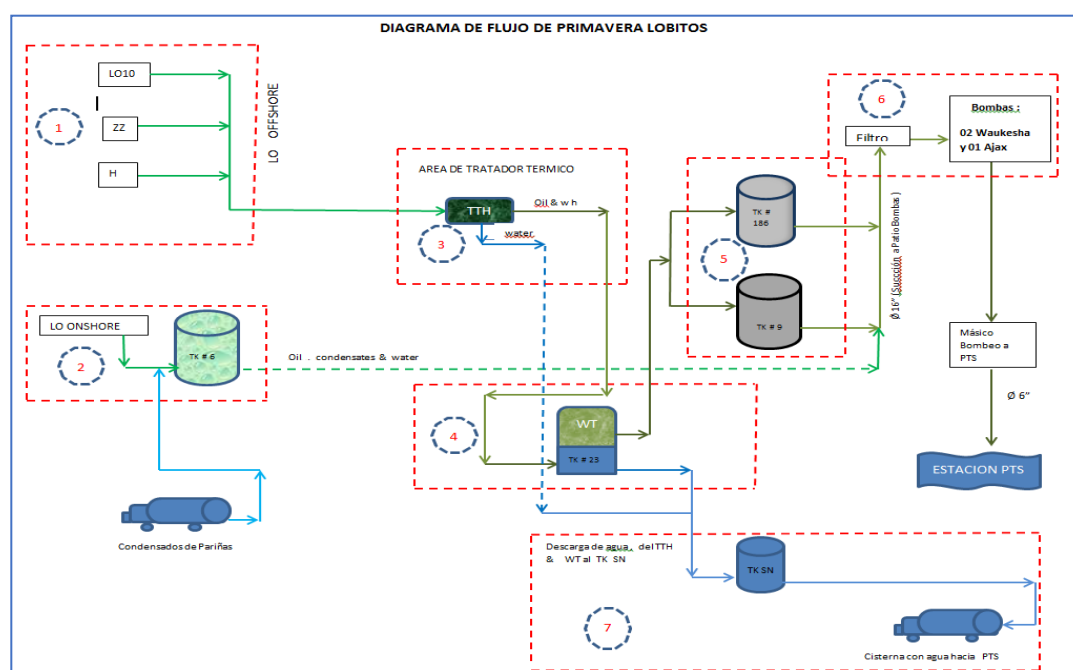 DIAGRAMA DE FLUJO DE PRIMAVERA LOBITOS
LO10
1
ZZ
H
LO OFFSHORE
AREA DE TRATADOR TERMICO
TTH
Oil & w h
water
3
6
Filtro
Bombas :
02 Waukesha
y 01 Ajax
TK #
186
5
TK # 9
Ø 16" (Succción a Patio Bombas)
LO ONSHORE
2
TK # 6
Oil . condensates & water
Másico
Bombeo a
PTS
Ø 6"
4
WT
TK # 23
ESTACION PTS
Condensados de Pariñas
Descarga de agua del TTH
& WT al TK SN
TK SN
7
Cisterna con agua hacia PTS